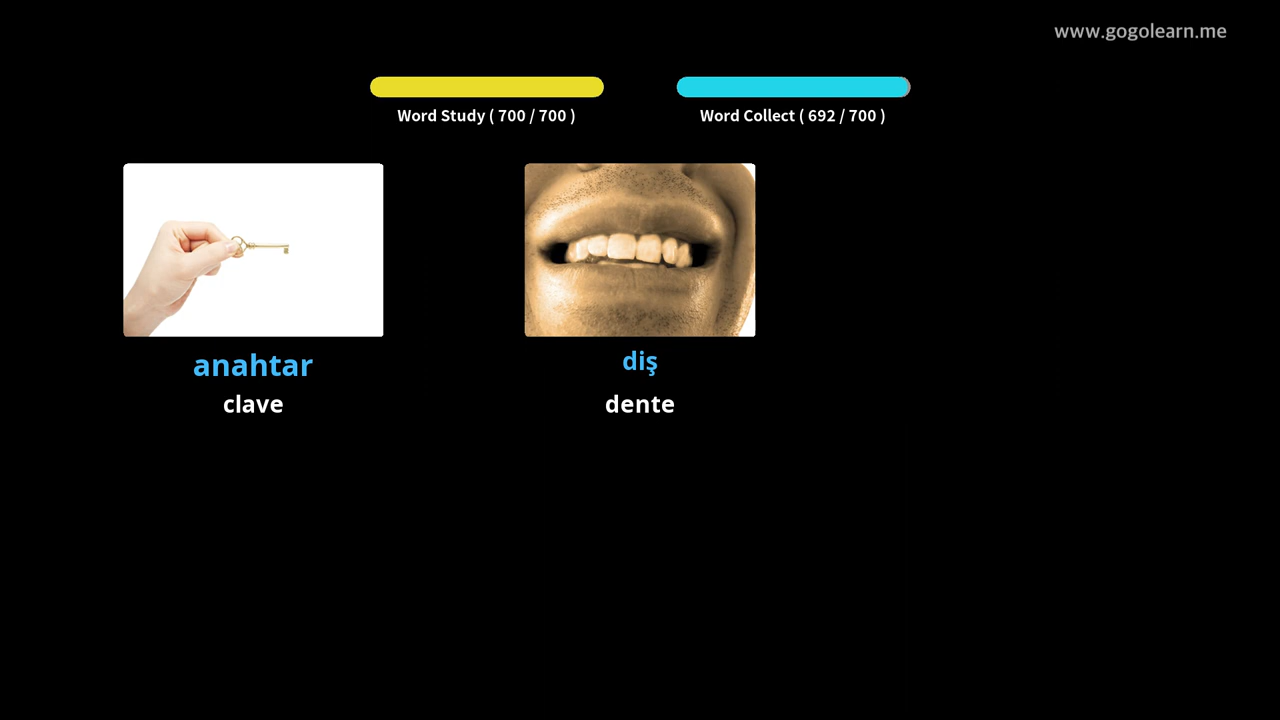 www.gogolearn.me
Word Study ( 700 / 700 )
Word Collect ( 692 / 700 )
anahtar
clave
diş
dente